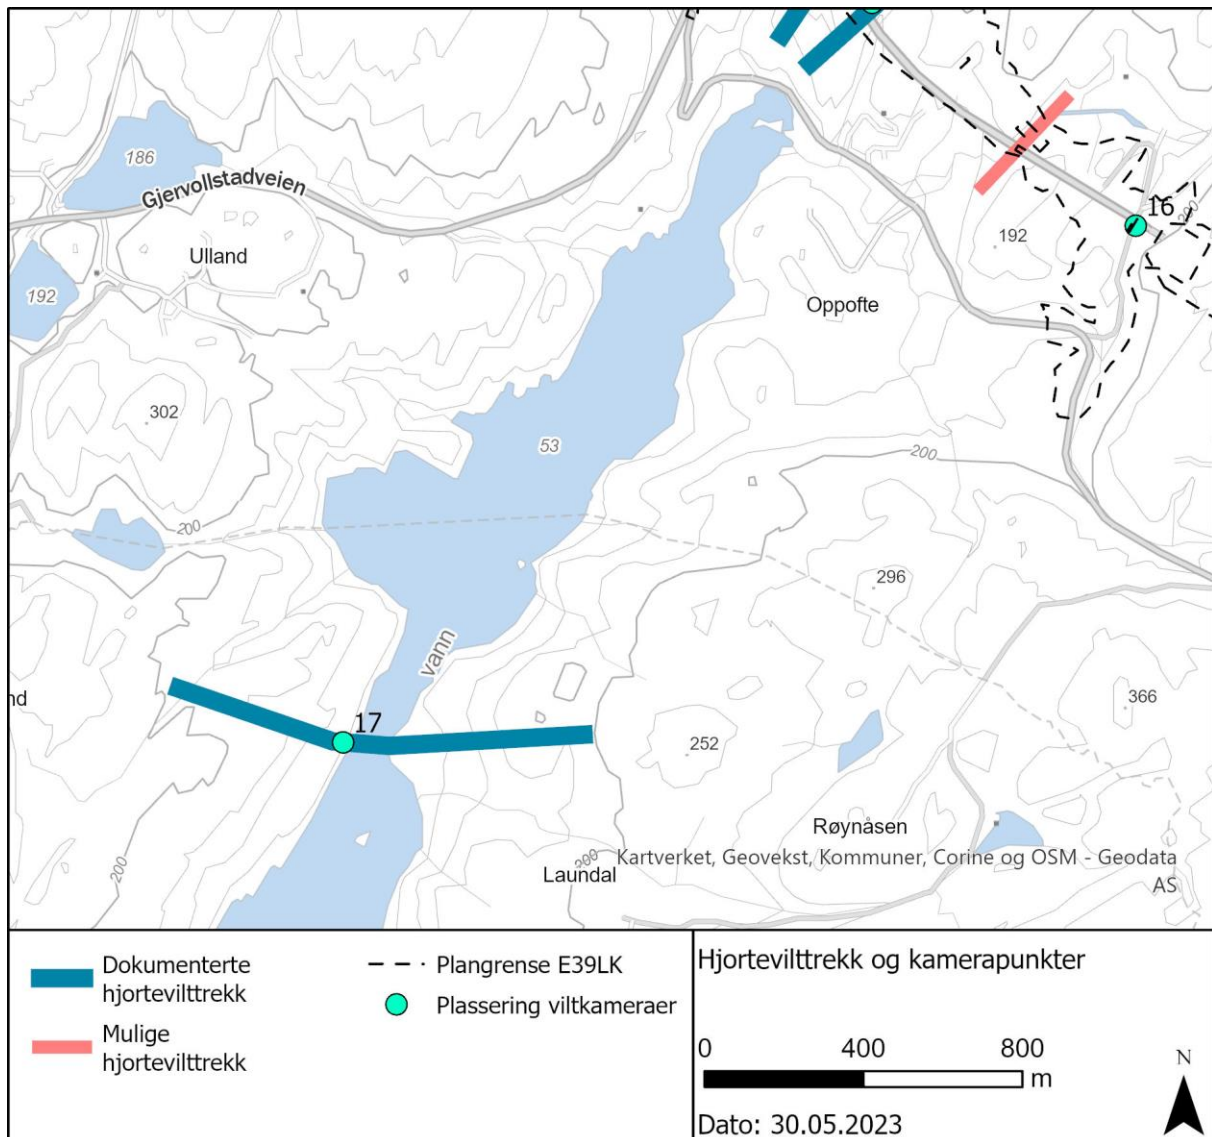 186
Gjervollstadveien
Ulland
192
16
200
192
Oppofte
302
53
200
200
296
vann
nd
17
366
252
Røynåsen
200
200
Laundal
Kartverket, Geovekst, Kommuner, Corine og OSM - Geodata
AS
Dokumenterte
hjortevilttrekk
Mulige
hjortevilttrekk
Plangrense E39LK
Plassering viltkameraer
Hjortevilttrekk og kamerapunkter
0 400 800
m
N
Dato: 30.05.2023